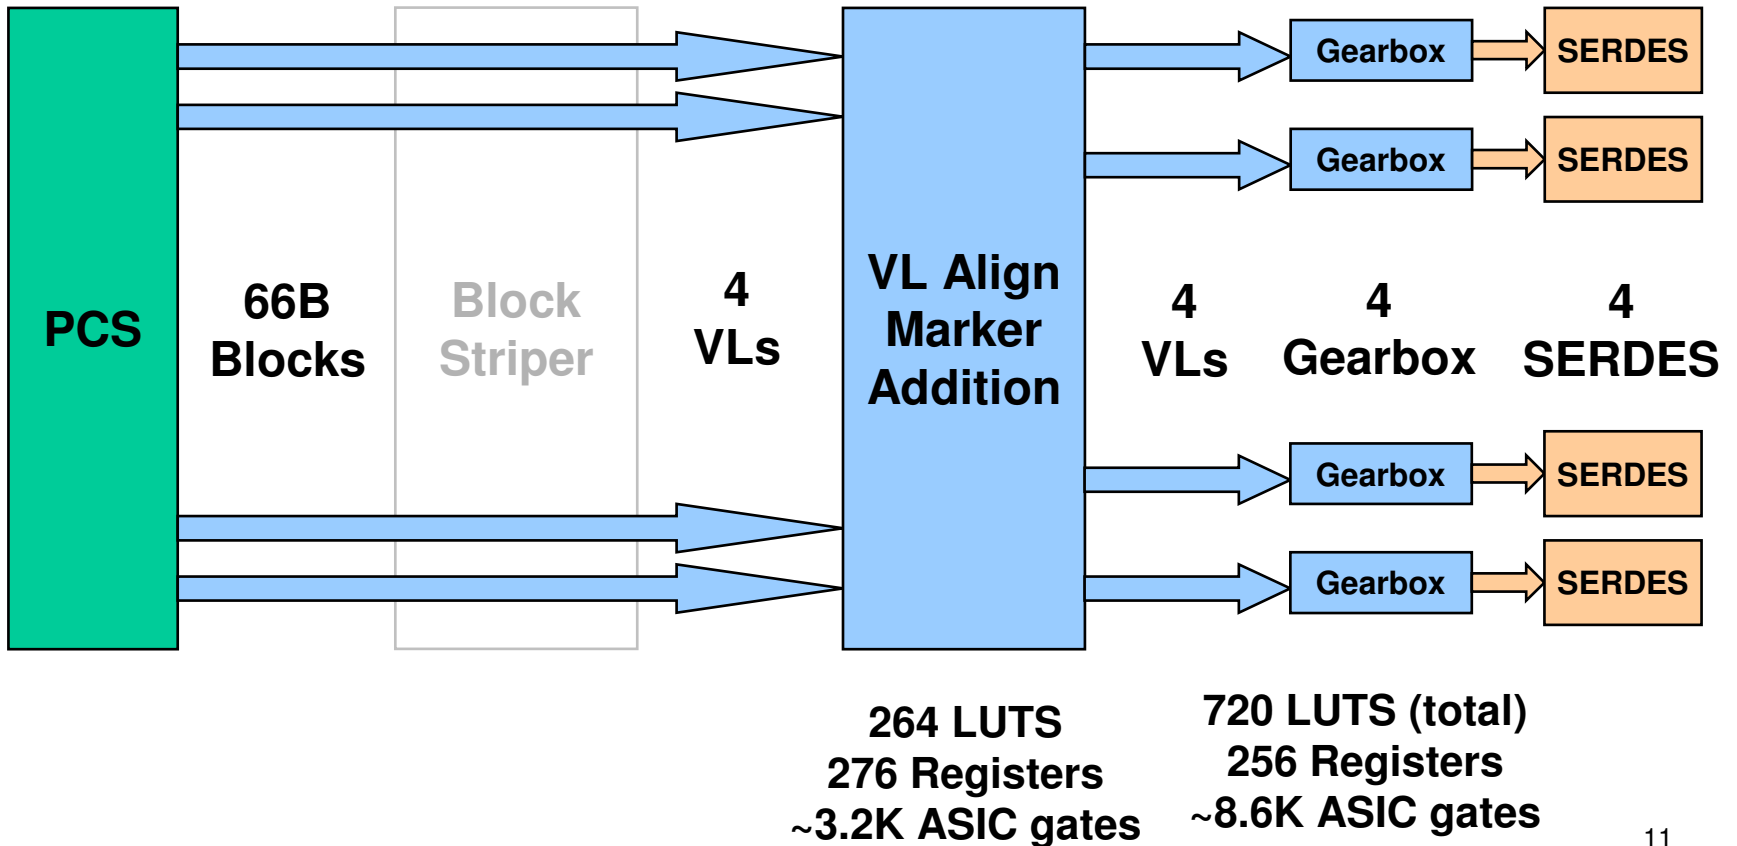 PCS
66B
Blocks
Block
Striper
4
VLs
VL Align
Marker
Addition
4
VLs
Gearbox
Gearbox
4
Gearbox
Gearbox
Gearbox
SERDES
SERDES
4
SERDES
SERDES
SERDES
264 LUTS
276 Registers
~3.2K ASIC gates
720 LUTS (total)
256 Registers
~8.6K ASIC gates
11